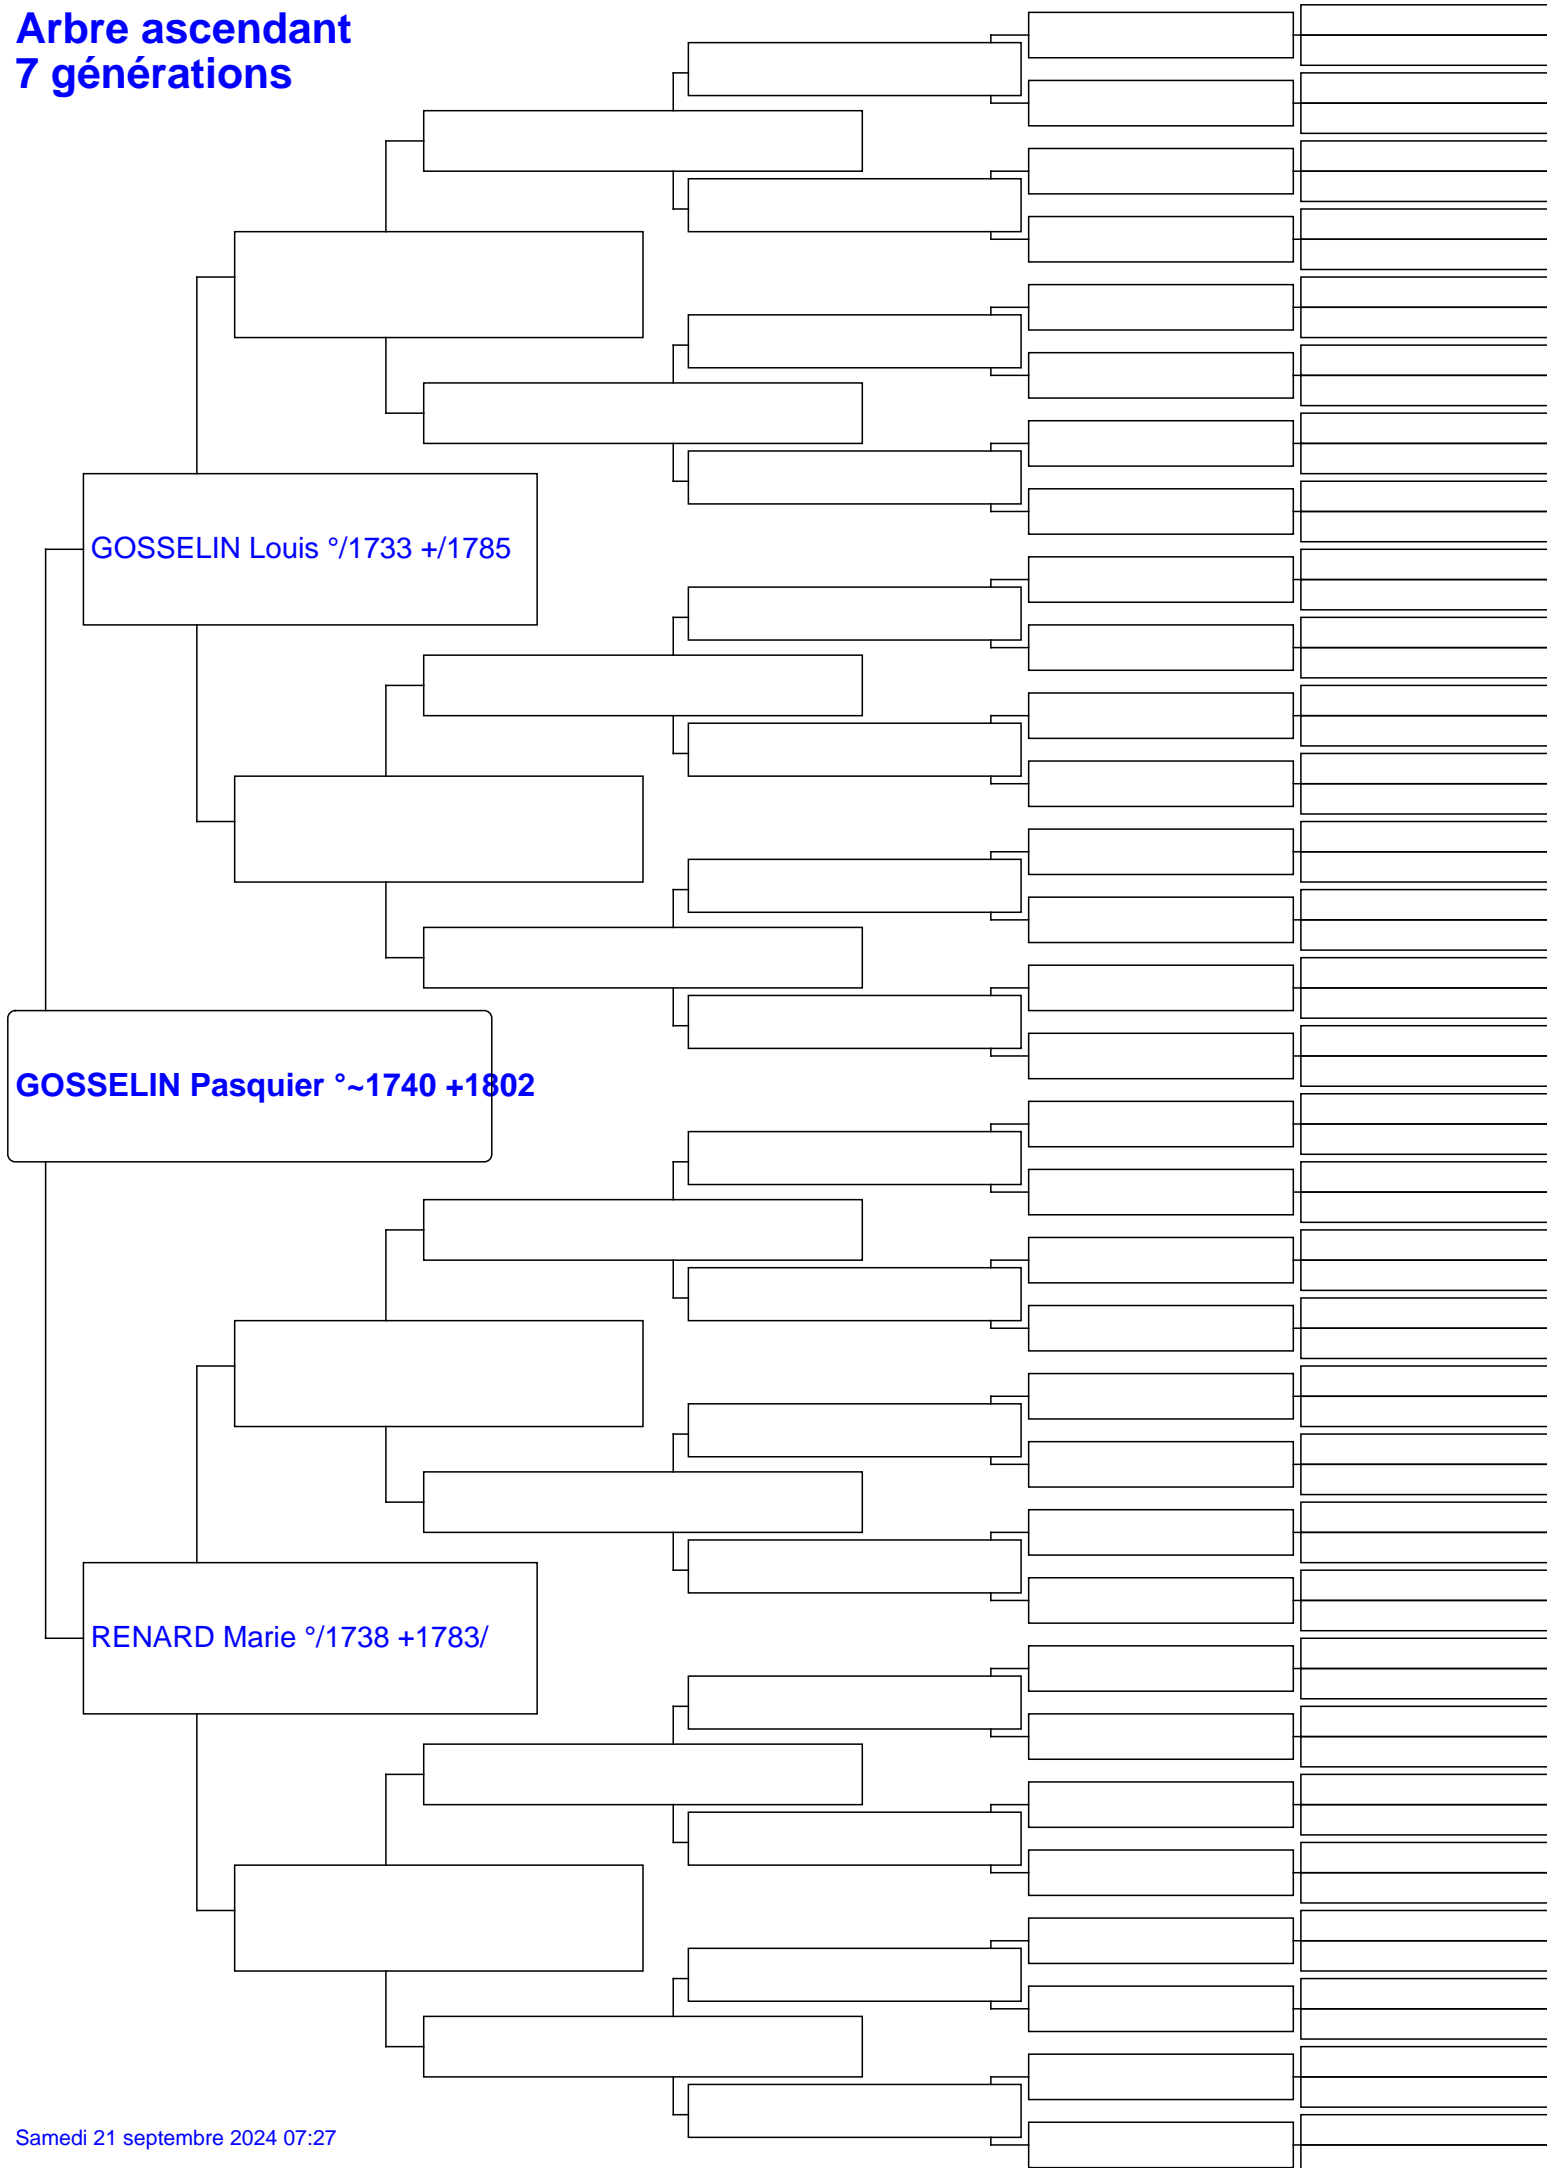 Arbre ascendant
7 générations
GOSSELIN Louis °/1733 +/1785
GOSSELIN Pasquier °~1740 +1802
RENARD Marie °/1738 +1783/
Samedi 21 septembre 2024 07:27